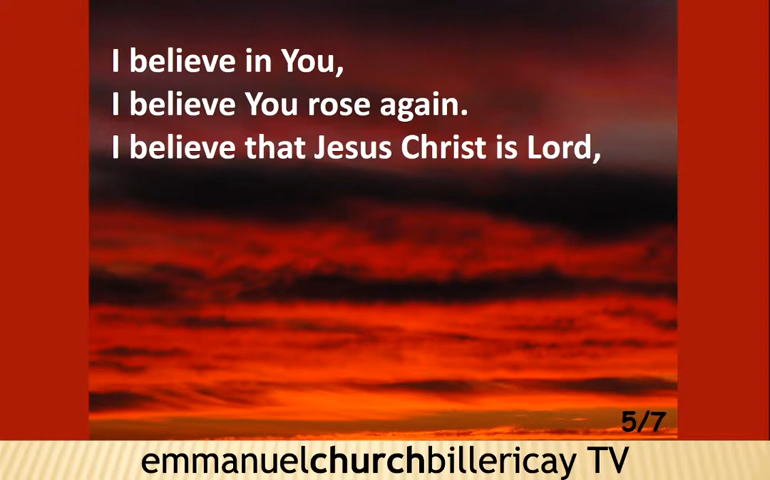 I believe in You,
I believe You rose again.
I believe that Jesus Christ is Lord,
5/7
emmanuelchurchbillericay TV